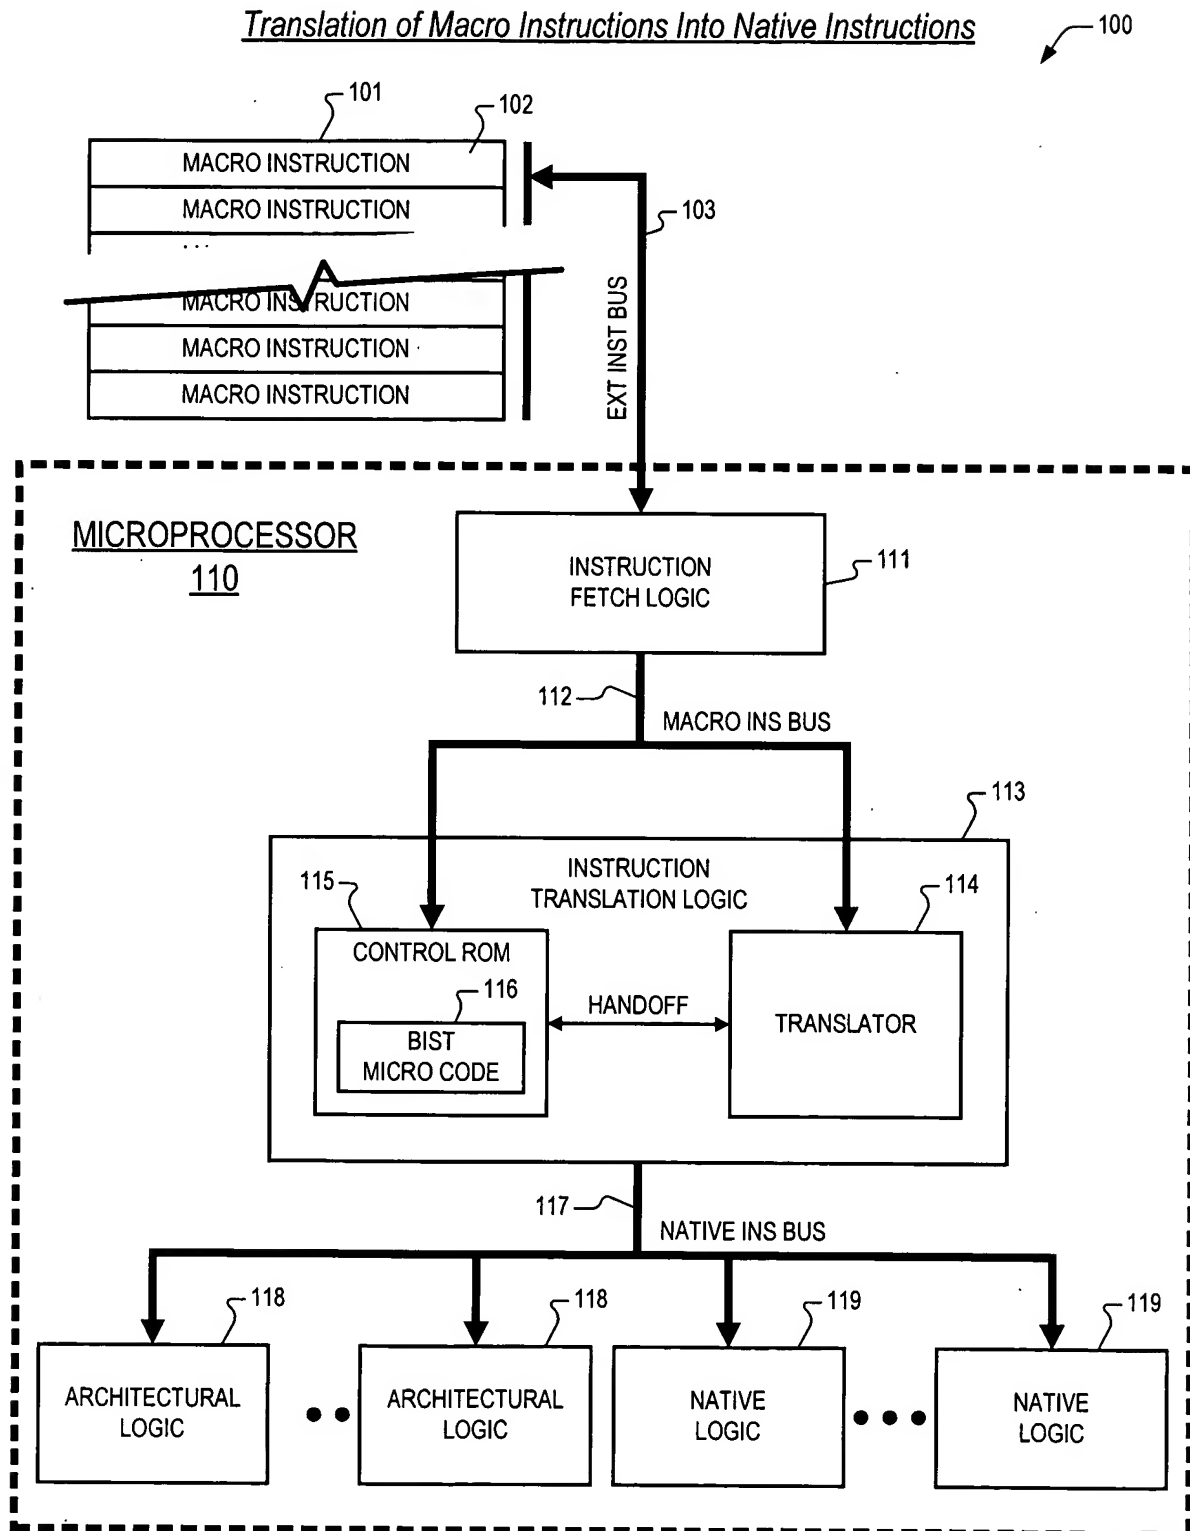 Translation of Macro Instructions Into Native Instructions
100
101
102
MACRO INSTRUCTION
MACRO INSTRUCTION
...
MACRO INSTRUCTION
MACRO INSTRUCTION
MACRO INSTRUCTION
103
EXT INST BUS
MICROPROCESSOR
110
INSTRUCTION
FETCH LOGIC
111
112
MACRO INS BUS
113
INSTRUCTION
TRANSLATION LOGIC
115
114
CONTROL ROM
116
BIST
MICRO CODE
HANDOFF
TRANSLATOR
117
NATIVE INS BUS
118
118
119
119
ARCHITECTURAL
LOGIC
ARCHITECTURAL
LOGIC
NATIVE
LOGIC
NATIVE
LOGIC